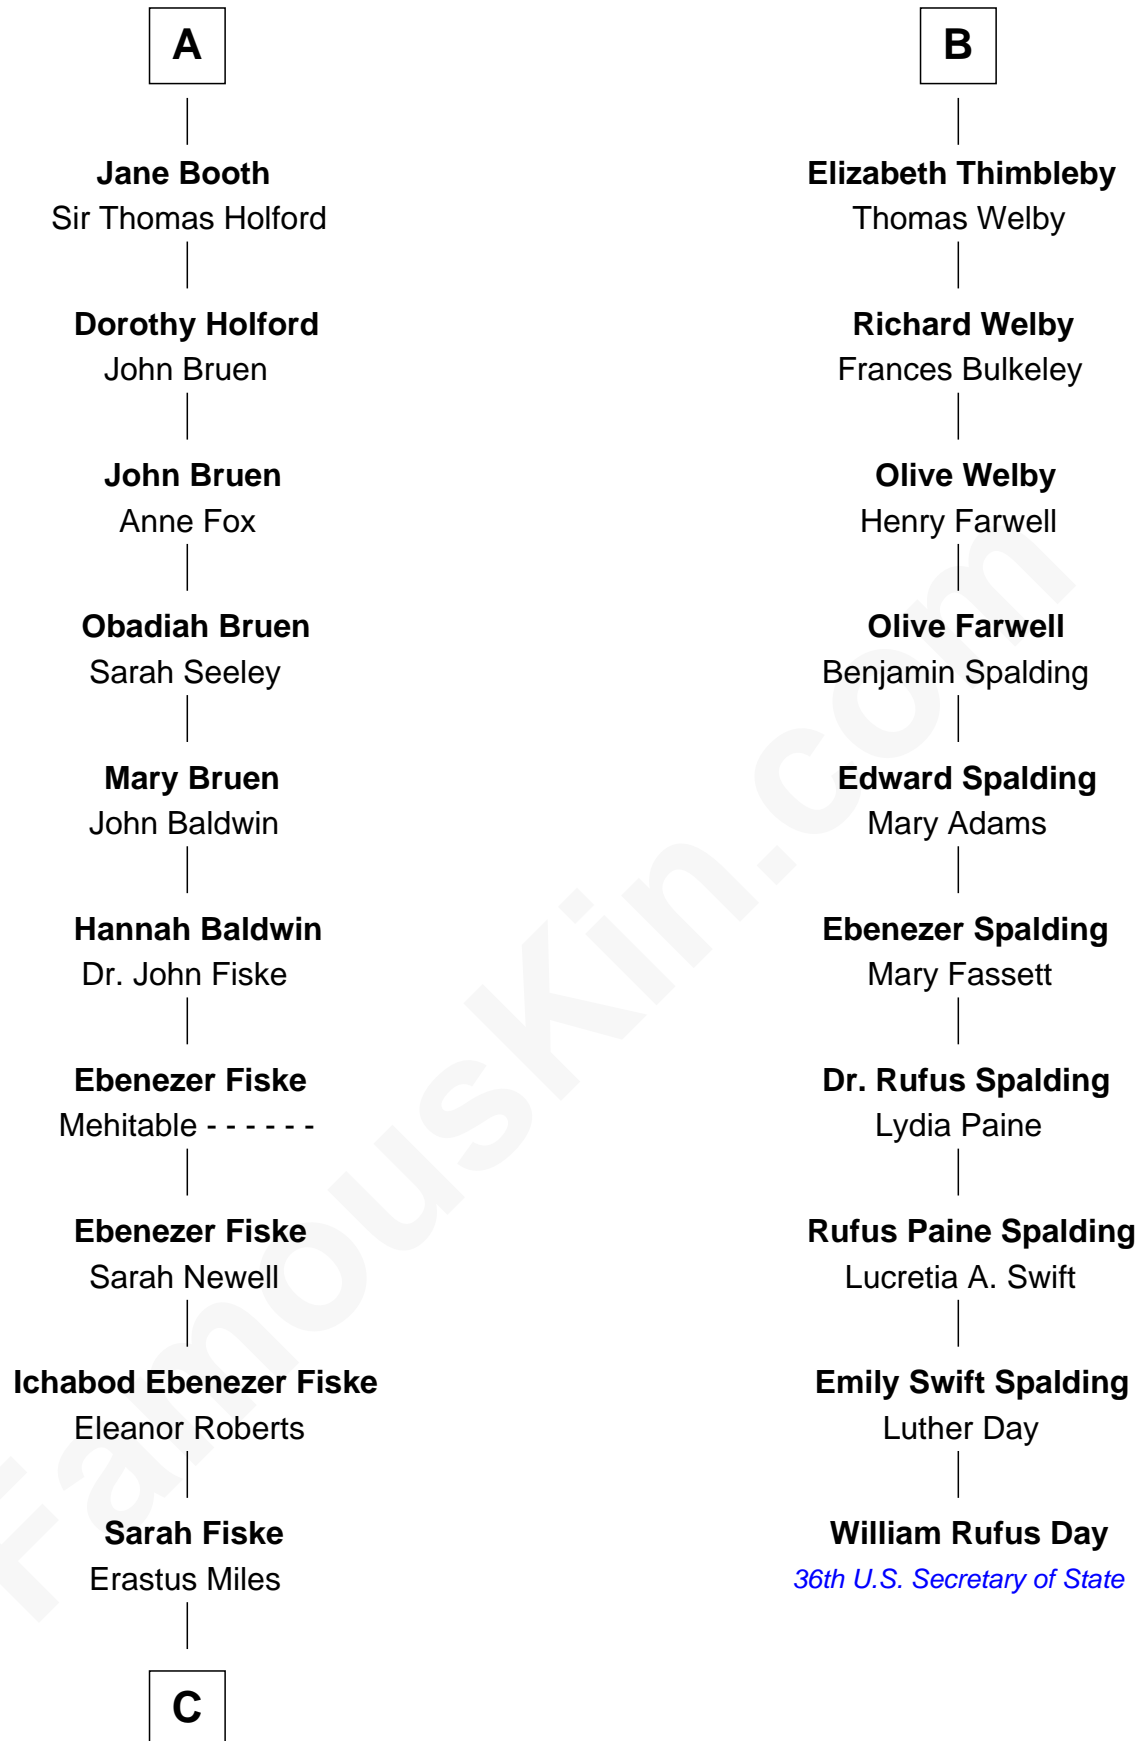 A
Jane Booth
Sir Thomas Holford
Dorothy Holford
John Bruen
John Bruen
Anne Fox
Obadiah Bruen
Sarah Seeley
Mary Bruen
John Baldwin
Hannah Baldwin
Dr. John Fiske
Ebenezer Fiske
Mehitable - - - - - -
Ebenezer Fiske
Sarah Newell
Ichabod Ebenezer Fiske
Eleanor Roberts
Sarah Fiske
Erastus Miles
C
B
Elizabeth Thimbleby
Thomas Welby
Richard Welby
Frances Bulkeley
Olive Welby
Henry Farwell
Olive Farwell
Benjamin Spalding
Edward Spalding
Mary Adams
Ebenezer Spalding
Mary Fassett
Dr. Rufus Spalding
Lydia Paine
Rufus Paine Spalding
Lucretia A. Swift
Emily Swift Spalding
Luther Day
William Rufus Day
36th U.S. Secretary of State
FamousKin.com